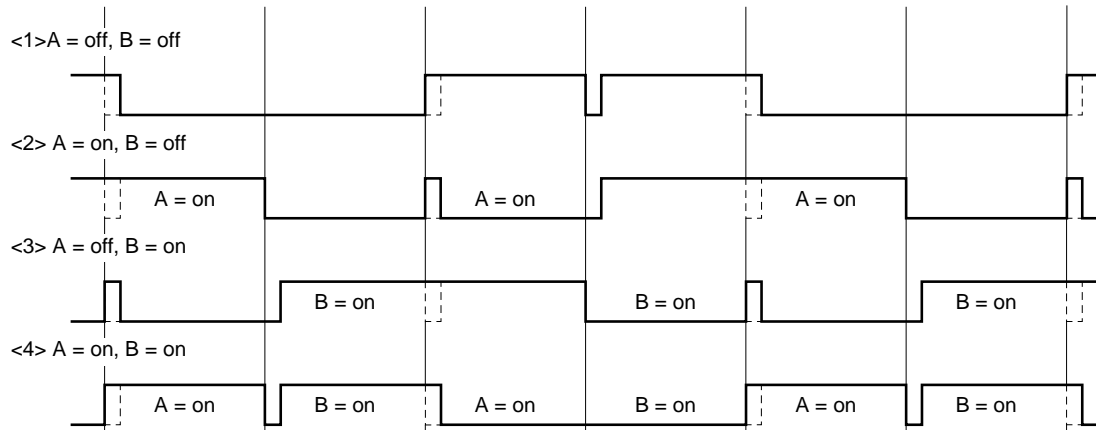 <1>A = off, B = off
<2> A = on, B = off
A = on A = on A = on
<3> A = off, B = on
B = on B = on B = on
<4> A = on, B = on
A = on B = on A = on B = on A = on B = on